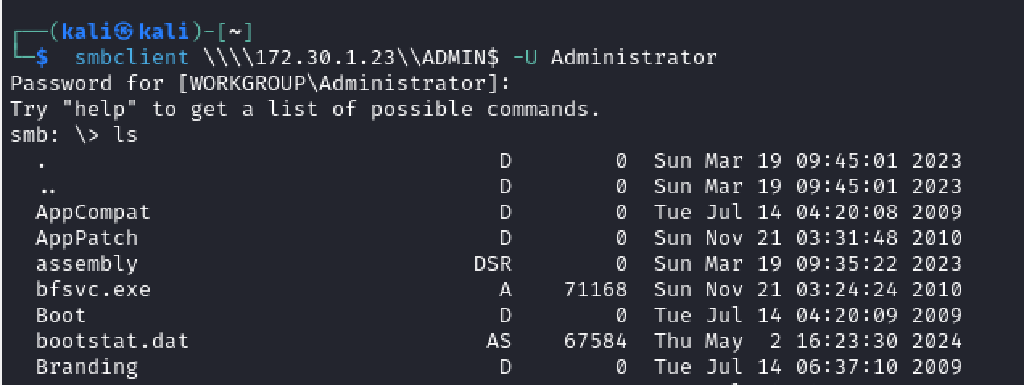 ┌──(kali㉿kali)-[~]
└─$ smbclient \\\\172.30.1.23\\ADMIN$ -U Administrator
Password for [WORKGROUP\Administrator]:
Try "help" to get a list of possible commands.
smb: \> ls
. D 0 Sun Mar 19 09:45:01 2023
.. D 0 Sun Mar 19 09:45:01 2023
AppCompat D 0 Tue Jul 14 04:20:08 2009
AppPatch D 0 Sun Nov 21 03:31:48 2010
assembly DSR 0 Sun Mar 19 09:35:22 2023
bfsvc.exe A 71168 Sun Nov 21 03:24:24 2010
Boot D 0 Tue Jul 14 04:20:09 2009
bootstat.dat AS 67584 Thu May 2 16:23:30 2024
Branding D 0 Tue Jul 14 06:37:10 2009